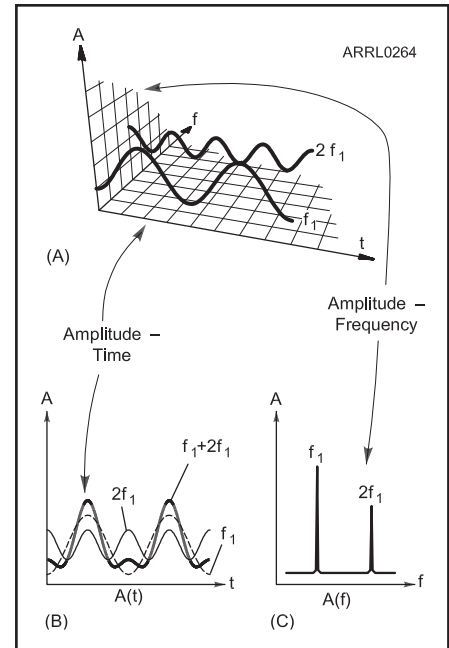 A
ARRL0264
f
2 f₁
f₁
t
(A)
Amplitude –
Time
Amplitude –
Frequency
A
f₁+2f₁
2f₁
f₁
t
A(t)
(B)
A
f₁
2f₁
f
A(f)
(C)